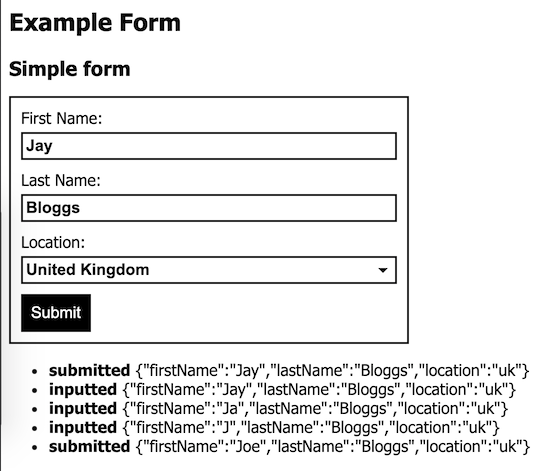 Example Form
Simple form
First Name:
Jay
Last Name:
Bloggs
Location:
United Kingdom
Submit
• submitted {"firstName":"Jay","lastName":"Bloggs","location":"uk"}
• inputted {"firstName":"Jay","lastName":"Bloggs","location":"uk"}
• inputted {"firstName":"Ja","lastName":"Bloggs","location":"uk"}
• inputted {"firstName":"J","lastName":"Bloggs","location":"uk"}
• submitted {"firstName":"Joe","lastName":"Bloggs","location":"uk"}